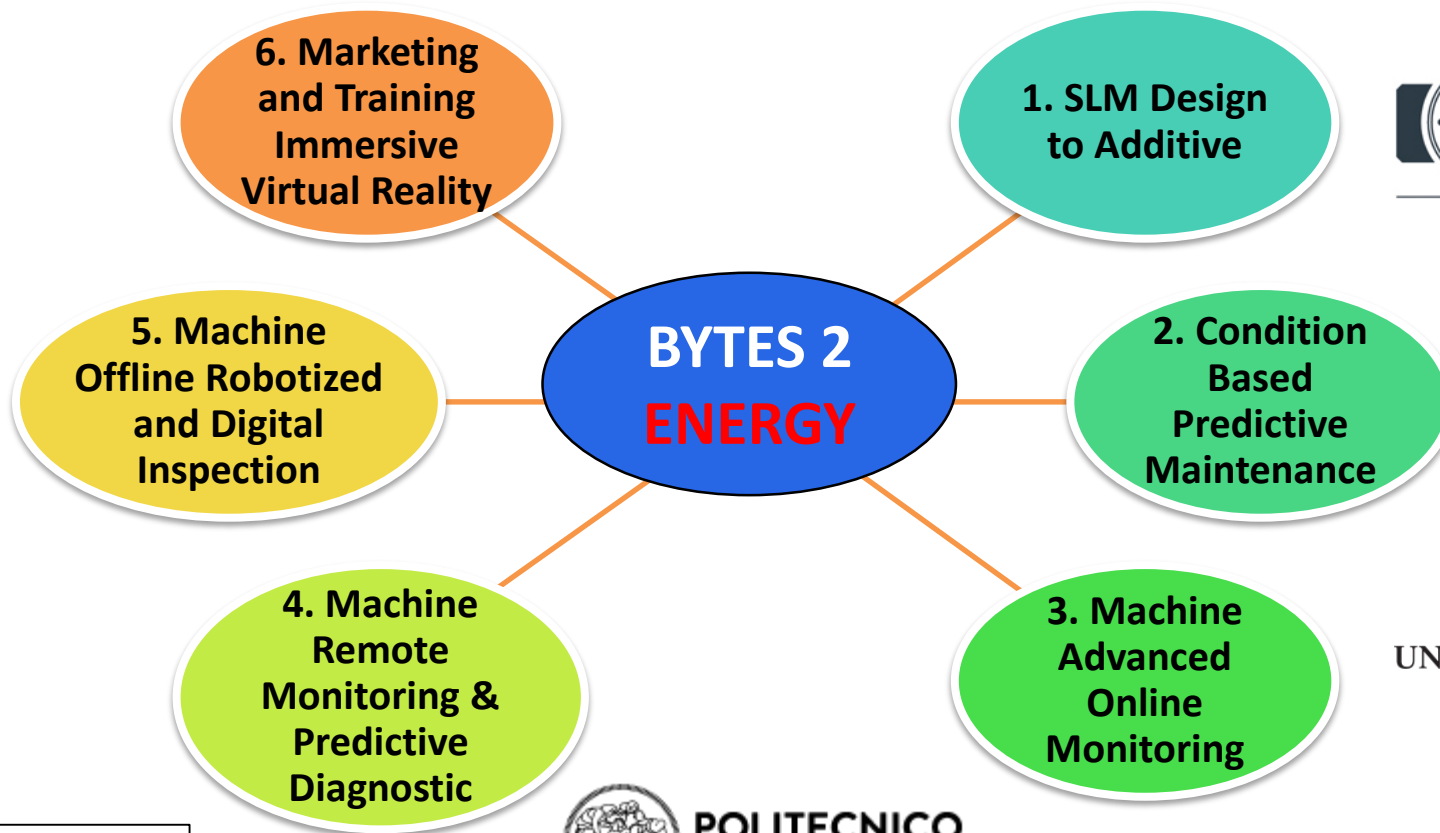 6. Marketing
and Training
Immersive
Virtual Reality
1. SLM Design
to Additive
5. Machine
Offline Robotized
and Digital
Inspection
BYTES 2
ENERGY
2. Condition
Based
Predictive
Maintenance
4. Machine
Remote
Monitoring &
Predictive
Diagnostic
3. Machine
Advanced
Online
Monitoring
UN
POLITECNICO